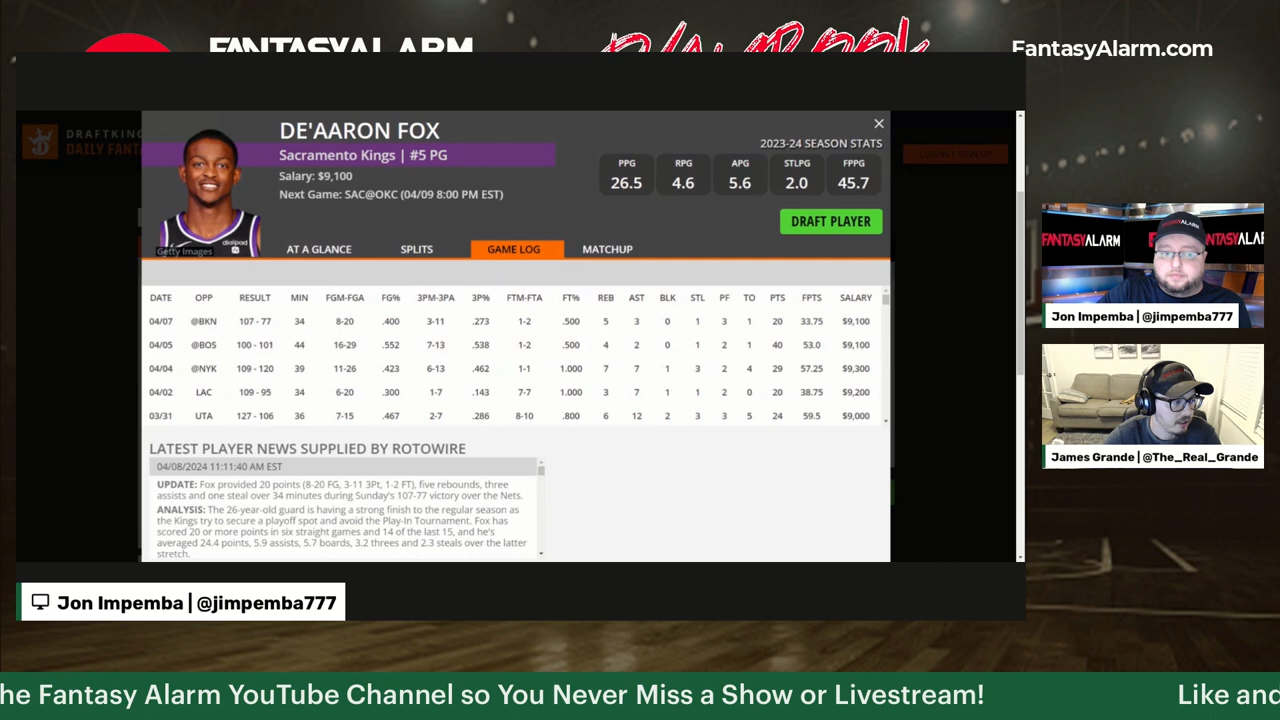 FANTASYALARM
PLAYBOOK
FantasyAlarm.com
DRAFTKIN
DAILY FANTA
LOG IN / SIGN UP
DE'AARON FOX
Sacramento Kings | #5 PG
Salary: $9,100
Next Game: SAC@OKC (04/09 8:00 PM EST)
2023-24 SEASON STATS
PPG RPG APG STLPG FPPG
26.5 4.6 5.6 2.0 45.7
DRAFT PLAYER
dialpad
Getty Images
AT A GLANCE SPLITS GAME LOG MATCHUP
DATE OPP RESULT MIN FGM-FGA FG% 3PM-3PA 3P% FTM-FTA FT% REB AST BLK STL PF TO PTS FPTS SALARY
04/07 @BKN 107 - 77 34 8-20 .400 3-11 .273 1-2 .500 5 3 0 1 3 1 20 33.75 $9,100
04/05 @BOS 100 - 101 44 16-29 .552 7-13 .538 1-2 .500 4 2 0 1 2 1 40 53.0 $9,100
04/04 @NYK 109 - 120 39 11-26 .423 6-13 .462 1-1 1.000 7 7 1 3 2 4 29 57.25 $9,300
04/02 LAC 109 - 95 34 6-20 .300 1-7 .143 7-7 1.000 3 7 1 1 2 0 20 38.75 $9,200
03/31 UTA 127 - 106 36 7-15 .467 2-7 .286 8-10 .800 6 12 2 3 3 5 24 59.5 $9,000
LATEST PLAYER NEWS SUPPLIED BY ROTOWIRE
04/08/2024 11:11:40 AM EST
UPDATE: Fox provided 20 points (8-20 FG, 3-11 3Pt, 1-2 FT), five rebounds, three
assists and one steal over 34 minutes during Sunday's 107-77 victory over the Nets.
ANALYSIS: The 26-year-old guard is having a strong finish to the regular season as
the Kings try to secure a playoff spot and avoid the Play-In Tournament. Fox has
scored 20 or more points in six straight games and 14 of the last 15, and he's
averaged 24.4 points, 5.9 assists, 5.7 boards, 3.2 threes and 2.3 steals over the latter
stretch.
FANTASYALARM
Jon Impemba | @jimpemba777
James Grande | @The_Real_Grande
Jon Impemba | @jimpemba777
he Fantasy Alarm YouTube Channel so You Never Miss a Show or Livestream! Like and